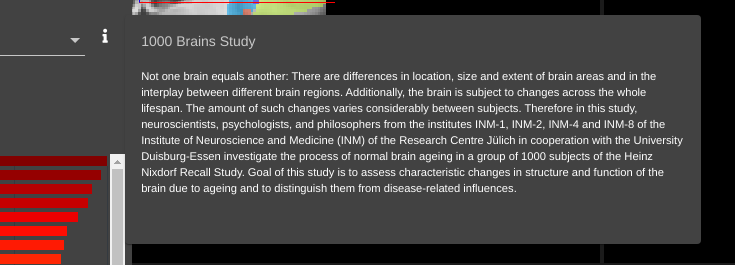 1000 Brains Study
Not one brain equals another: There are differences in location, size and extent of brain areas and in the
interplay between different brain regions. Additionally, the brain is subject to changes across the whole
lifespan. The amount of such changes varies considerably between subjects. Therefore in this study,
neuroscientists, psychologists, and philosophers from the institutes INM-1, INM-2, INM-4 and INM-8 of the
Institute of Neuroscience and Medicine (INM) of the Research Centre Jülich in cooperation with the University
Duisburg-Essen investigate the process of normal brain ageing in a group of 1000 subjects of the Heinz
Nixdorf Recall Study. Goal of this study is to assess characteristic changes in structure and function of the
brain due to ageing and to distinguish them from disease-related influences.